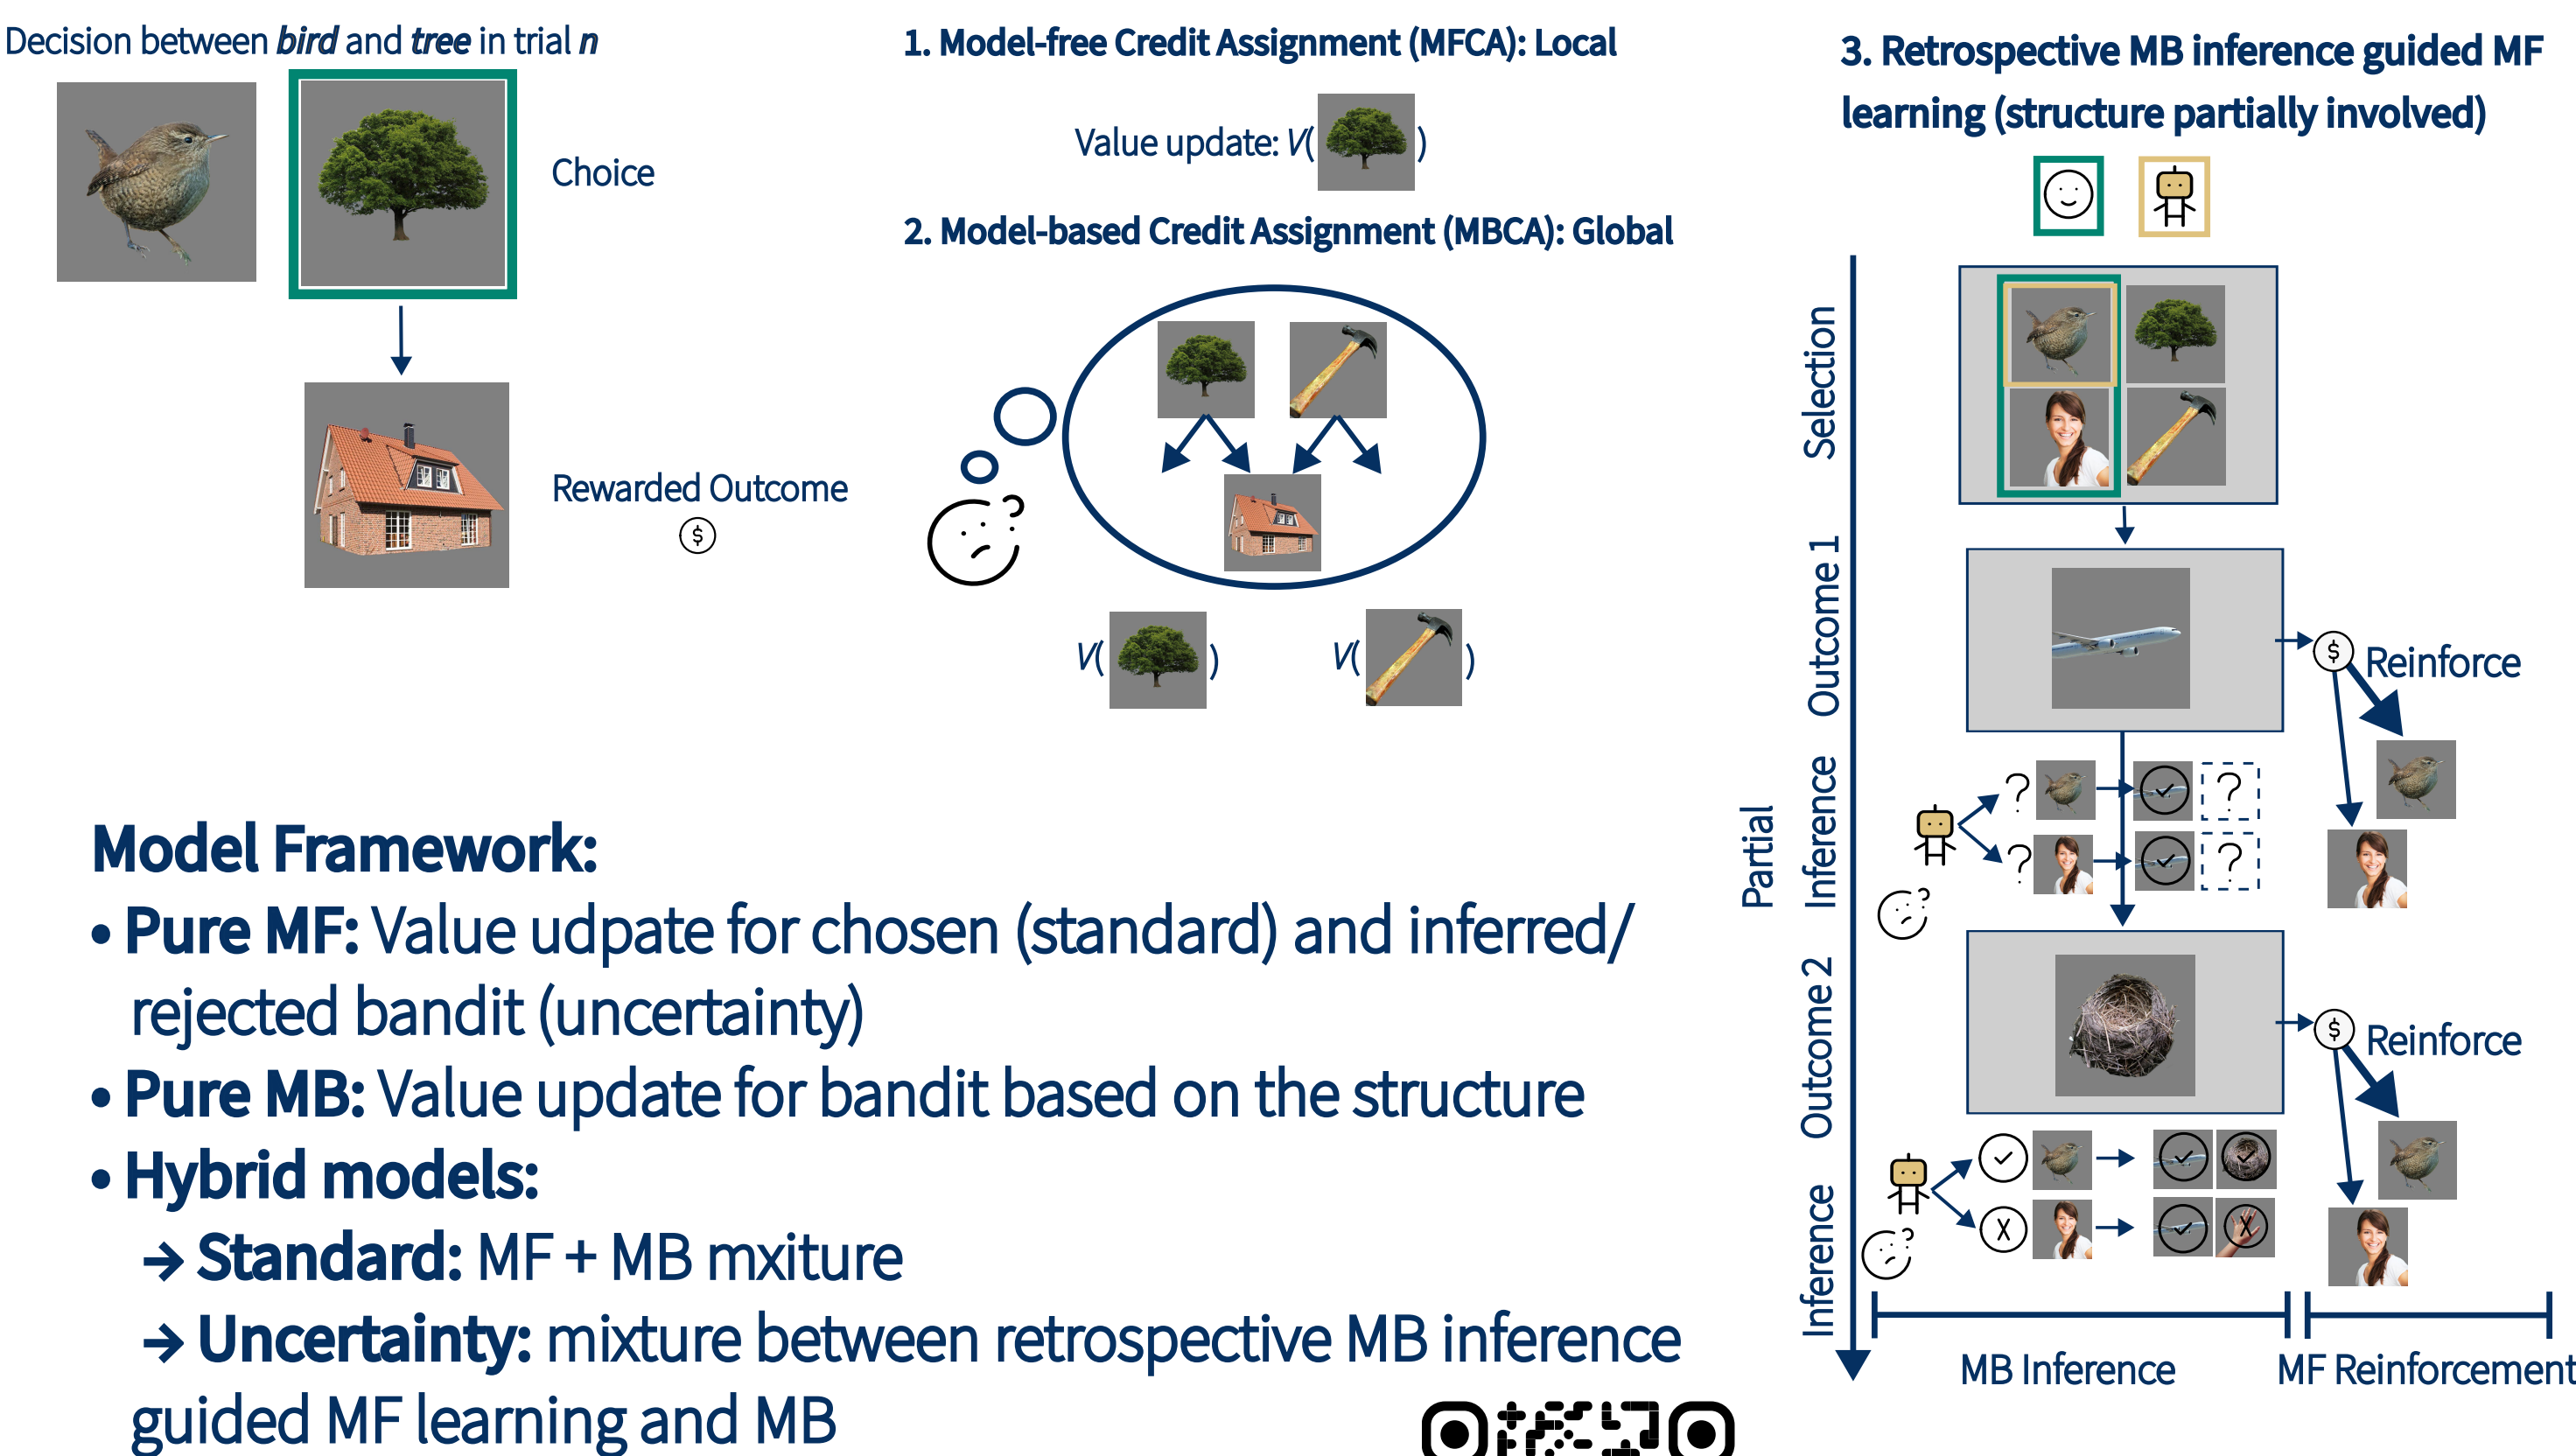 Decision between bird and tree in trial n
Choice
Rewarded Outcome
$
1. Model-free Credit Assignment (MFCA): Local
Value update: V( )
2. Model-based Credit Assignment (MBCA): Global
?
V( )
V( )
Model Framework:
• Pure MF: Value udpate for chosen (standard) and inferred/
rejected bandit (uncertainty)
• Pure MB: Value update for bandit based on the structure
• Hybrid models:
→ Standard: MF + MB mxiture
→ Uncertainty: mixture between retrospective MB inference
guided MF learning and MB
3. Retrospective MB inference guided MF
learning (structure partially involved)
Selection
Outcome 1
$
Reinforce
Partial
Inference
? ?
? ?
?
Outcome 2
$
Reinforce
Inference
X X
?
MB Inference
MF Reinforcement